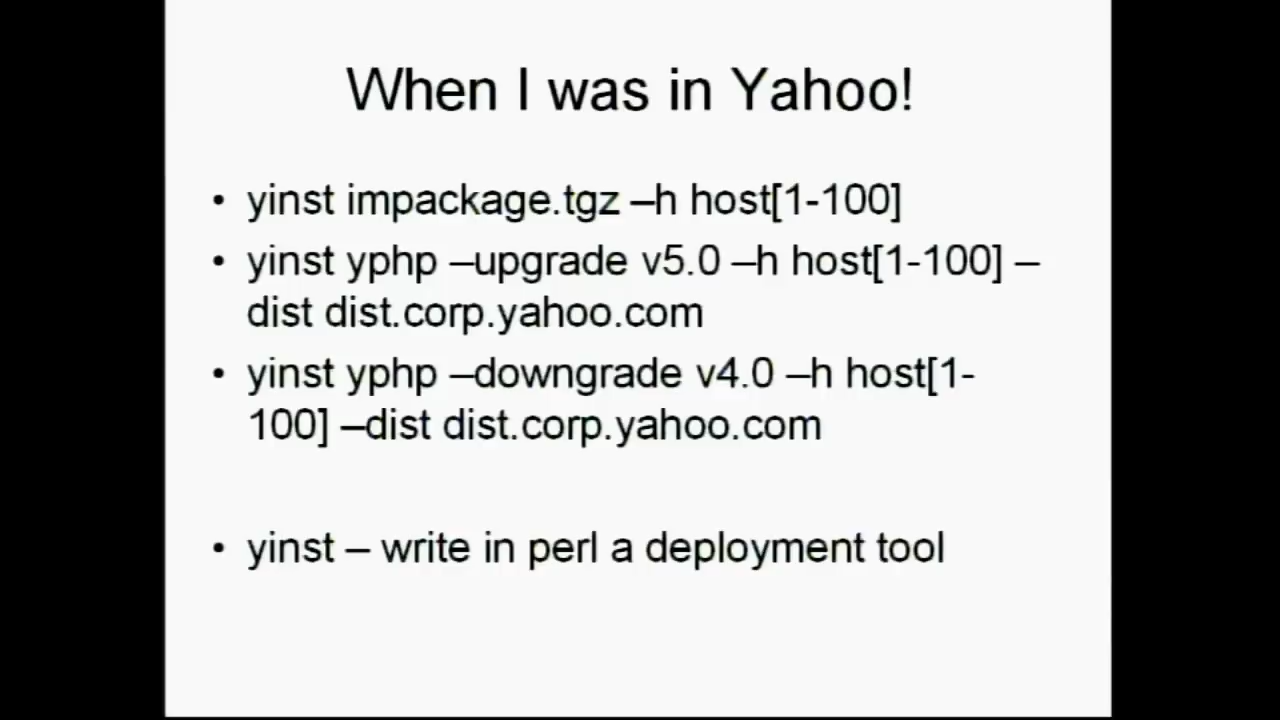 When I was in Yahoo!
• yinst impackage.tgz –h host[1-100]
• yinst yphp –upgrade v5.0 –h host[1-100] –
dist dist.corp.yahoo.com
• yinst yphp –downgrade v4.0 –h host[1-
100] –dist dist.corp.yahoo.com
• yinst – write in perl a deployment tool